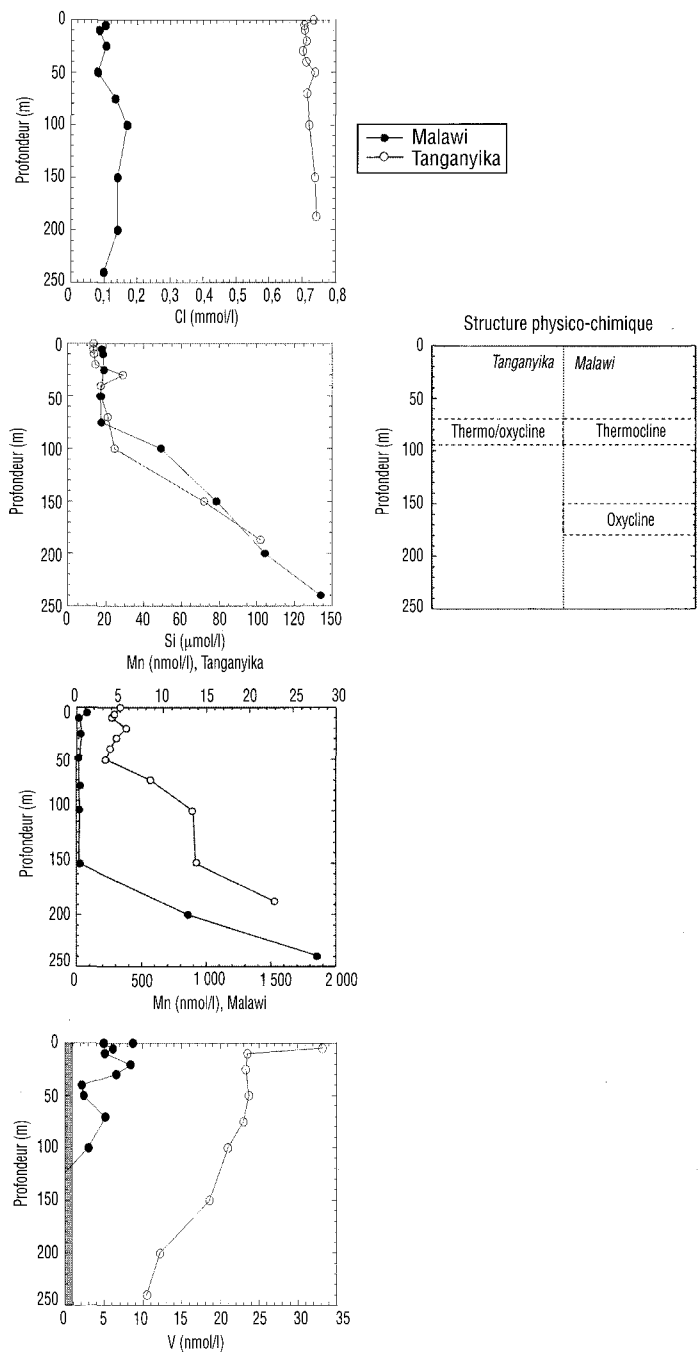 0
50
100
150
200
250
Profondeur (m)
0 0,1 0,2 0,3 0,4 0,5 0,6 0,7 0,8
Cl (mmol/l)
Malawi
Tanganyika
0
50
100
150
200
250
Profondeur (m)
0 20 40 60 80 100 120 140 150
Si (µmol/l)
Structure physico-chimique
0
50
100
150
200
250
Profondeur (m)
Tanganyika Malawi
Thermo/oxycline Thermocline
Oxycline
Mn (nmol/l), Tanganyika
0 5 10 15 20 25 30
0
50
100
150
200
250
Profondeur (m)
0 500 1 000 1 500 2 000
Mn (nmol/l), Malawi
0
50
100
150
200
250
Profondeur (m)
0 5 10 15 20 23 30 35
V (nmol/l)